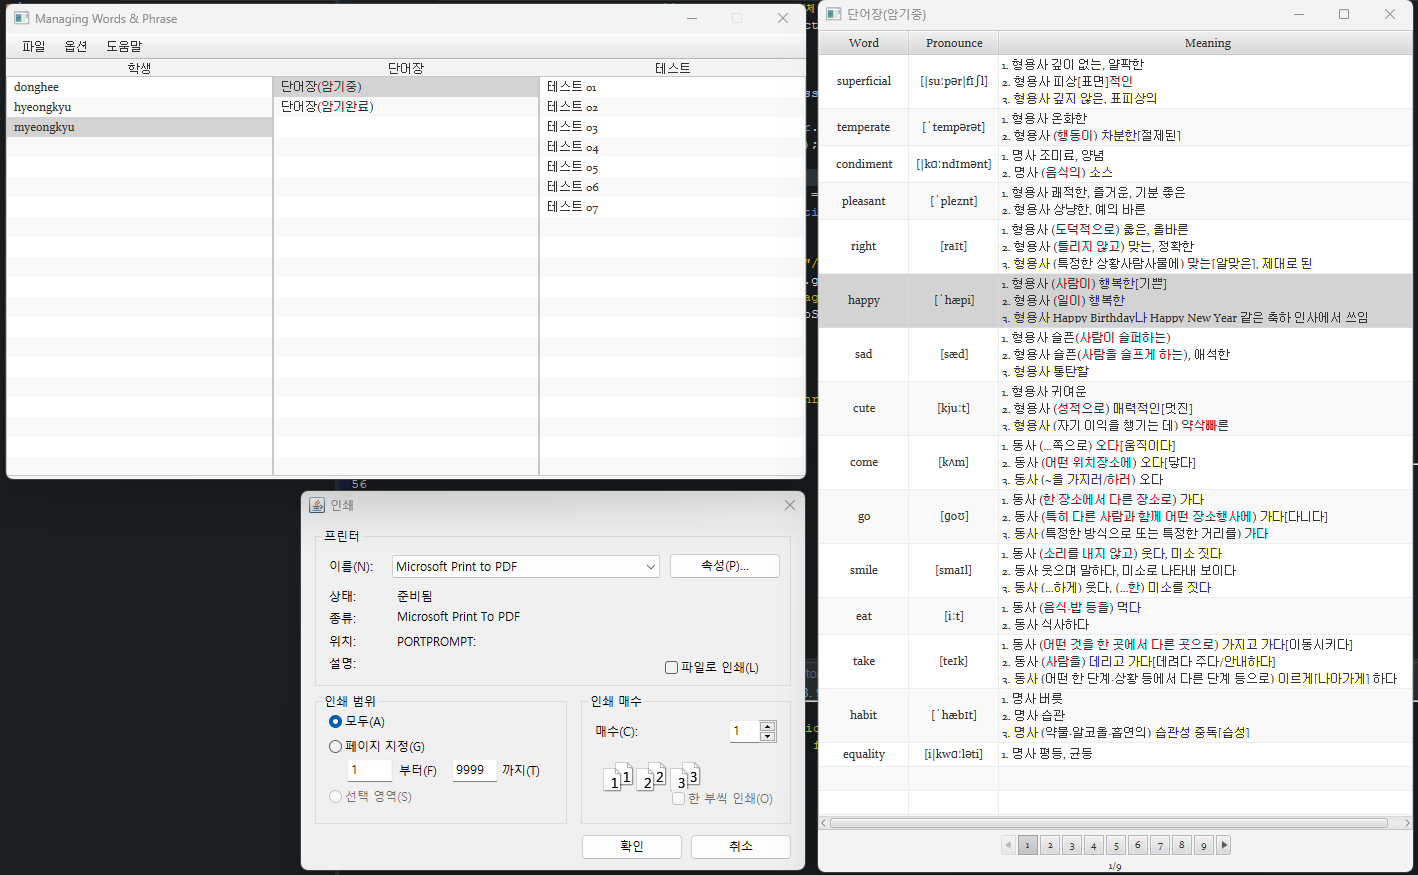 Managing Words & Phrase
파일 옵션 도움말
학생 단어장 테스트
donghee
hyeongkyu
myeongkyu
단어장(암기중)
단어장(암기완료)
테스트 01
테스트 02
테스트 03
테스트 04
테스트 05
테스트 06
테스트 07
56
인쇄
프린터
이름(N): Microsoft Print to PDF 속성(P)...
상태: 준비됨
종류: Microsoft Print To PDF
위치: PORTPROMPT:
설명:
파일로 인쇄(L)
인쇄 범위
모두(A)
페이지 지정(G)
1 부터(F) 9999 까지(T)
선택 영역(S)
인쇄 매수
매수(C): 1
1 1 2 2 3 3
한 부씩 인쇄(O)
확인 취소
단어장(암기중)
Word Pronounce Meaning
superficial [|suːpər|fɪʃl]
1. 형용사 깊이 없는, 얄팍한
2. 형용사 피상[표면]적인
3. 형용사 깊지 않은, 표피상의
temperate [ˈtempərət]
1. 형용사 온화한
2. 형용사 (행동이) 차분한[절제된]
condiment [|kɑːndɪmənt]
1. 명사 조미료, 양념
2. 명사 (음식의) 소스
pleasant [ˈpleznt]
1. 형용사 쾌적한, 즐거운, 기분 좋은
2. 형용사 상냥한, 예의 바른
right [raɪt]
1. 형용사 (도덕적으로) 옳은, 올바른
2. 형용사 (틀리지 않고) 맞는, 정확한
3. 형용사 (특정한 상황사람사물에) 맞는[알맞은], 제대로 된
happy [ˈhæpi]
1. 형용사 (사람이) 행복한[기쁜]
2. 형용사 (일이) 행복한
3. 형용사 Happy Birthday나 Happy New Year 같은 축하 인사에서 쓰임
sad [sæd]
1. 형용사 슬픈(사람이 슬퍼하는)
2. 형용사 슬픈(사람을 슬프게 하는), 애석한
3. 형용사 통탄할
cute [kjuːt]
1. 형용사 귀여운
2. 형용사 (성적으로) 매력적인[멋진]
3. 형용사 (자기 이익을 챙기는 데) 약삭빠른
come [kʌm]
1. 동사 (...쪽으로) 오다[움직이다]
2. 동사 (어떤 위치장소에) 오다[닿다]
3. 동사 (~을 가지러/하러) 오다
go [ɡoʊ]
1. 동사 (한 장소에서 다른 장소로) 가다
2. 동사 (특히 다른 사람과 함께 어떤 장소행사에) 가다[다니다]
3. 동사 (특정한 방식으로 또는 특정한 거리를) 가다
smile [smaɪl]
1. 동사 (소리를 내지 않고) 웃다, 미소 짓다
2. 동사 웃으며 말하다, 미소로 나타내 보이다
3. 동사 (...하게) 웃다, (...한) 미소를 짓다
eat [iːt]
1. 동사 (음식·밥 등을) 먹다
2. 동사 식사하다
take [teɪk]
1. 동사 (어떤 것을 한 곳에서 다른 곳으로) 가지고 가다[이동시키다]
2. 동사 (사람을) 데리고 가다[데려다 주다/안내하다]
3. 동사 (어떤 한 단계·상황 등에서 다른 단계 등으로) 이르게[나아가게] 하다
habit [ˈhæbɪt]
1. 명사 버릇
2. 명사 습관
3. 명사 (약물·알코올·흡연의) 습관성 중독[습성]
equality [i|kwɑːləti]
1. 명사 평등, 균등
1 2 3 4 5 6 7 8 9
1/9